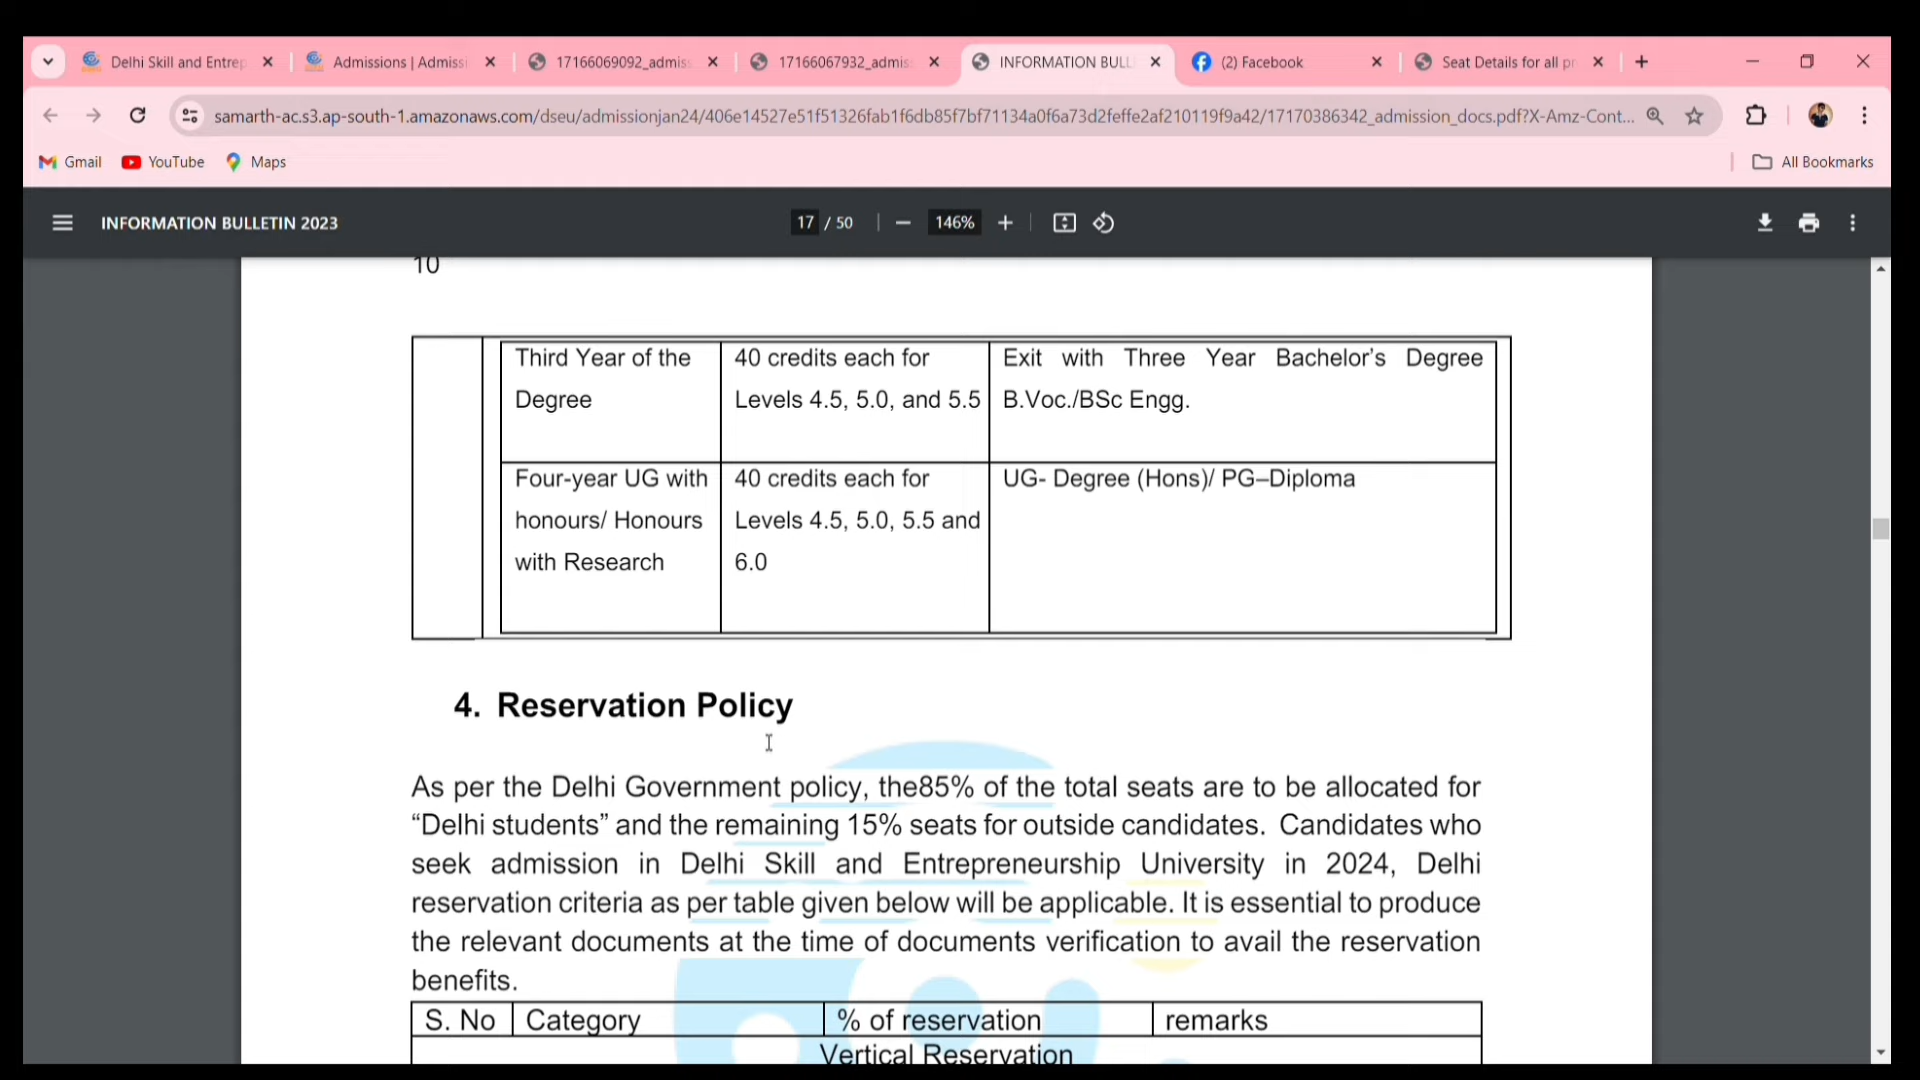 Delhi Skill and Entrep
Admissions | Admissi
17166069092_admis
17166067932_admis
INFORMATION BULL
(2) Facebook
Seat Details for all pr
samarth-ac.s3.ap-south-1.amazonaws.com/dseu/admissionjan24/406e14527e51f51326fab1f6db85f7bf71134a0f6a73d2feffe2af210119f9a42/17170386342_admission_docs.pdf?X-Amz-Cont...
Gmail
YouTube
Maps
All Bookmarks
INFORMATION BULLETIN 2023
17 / 50
146%
10
Third Year of the
Degree
40 credits each for
Levels 4.5, 5.0, and 5.5
Exit with Three Year Bachelor’s Degree
B.Voc./BSc Engg.
Four-year UG with
honours/ Honours
with Research
40 credits each for
Levels 4.5, 5.0, 5.5 and
6.0
UG- Degree (Hons)/ PG–Diploma
4. Reservation Policy
As per the Delhi Government policy, the85% of the total seats are to be allocated for
“Delhi students” and the remaining 15% seats for outside candidates. Candidates who
seek admission in Delhi Skill and Entrepreneurship University in 2024, Delhi
reservation criteria as per table given below will be applicable. It is essential to produce
the relevant documents at the time of documents verification to avail the reservation
benefits.
S. No
Category
% of reservation
remarks
Vertical Reservation